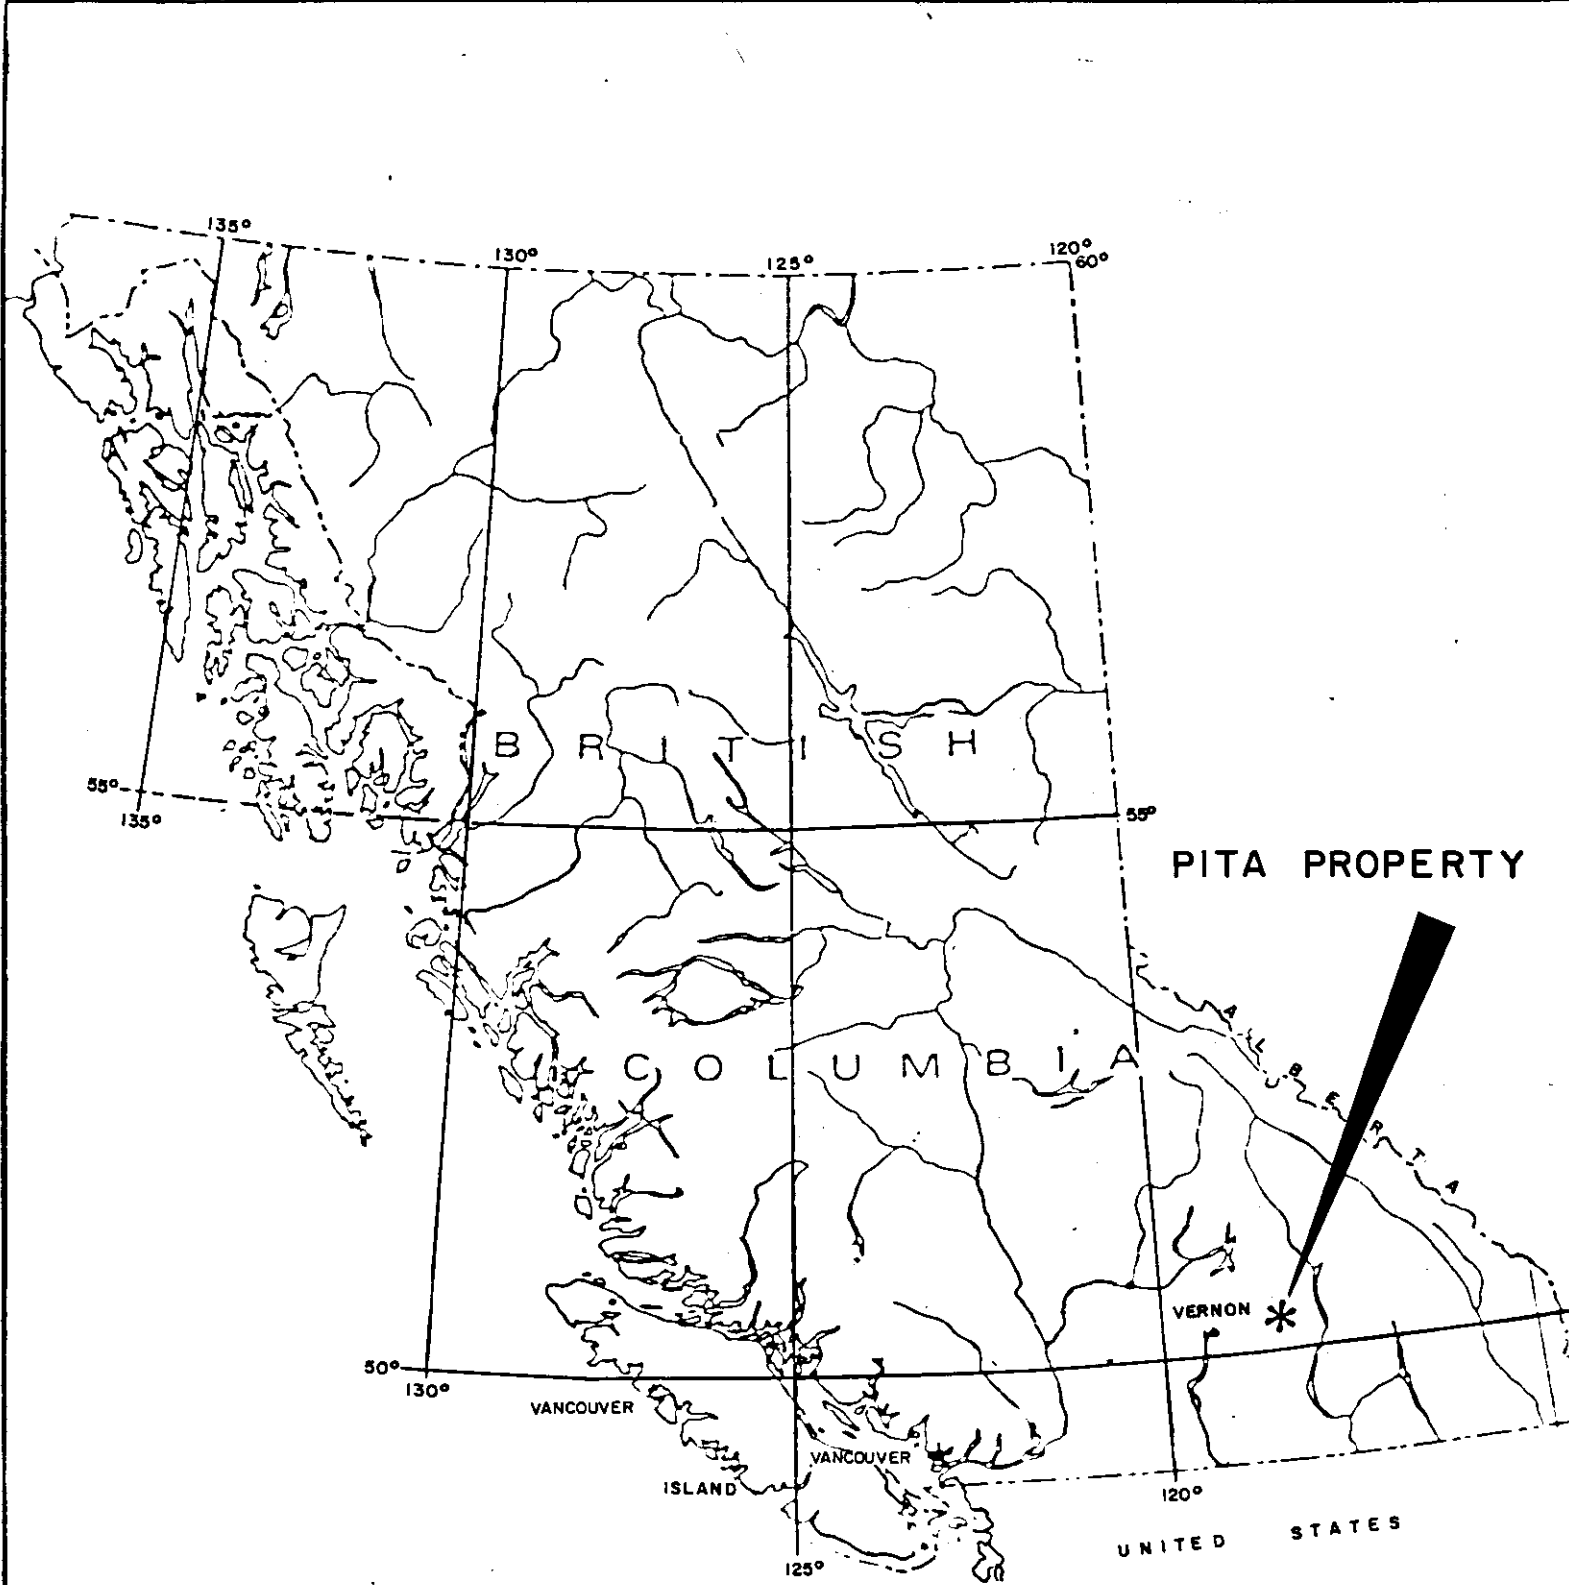 135°
130°
125°
120°
60°
BRITISH
55°
135°
55°
PITA PROPERTY
ALBERTA
COLUMBIA
VERNON
50°
130°
VANCOUVER
ISLAND
VANCOUVER
120°
UNITED STATES
125°